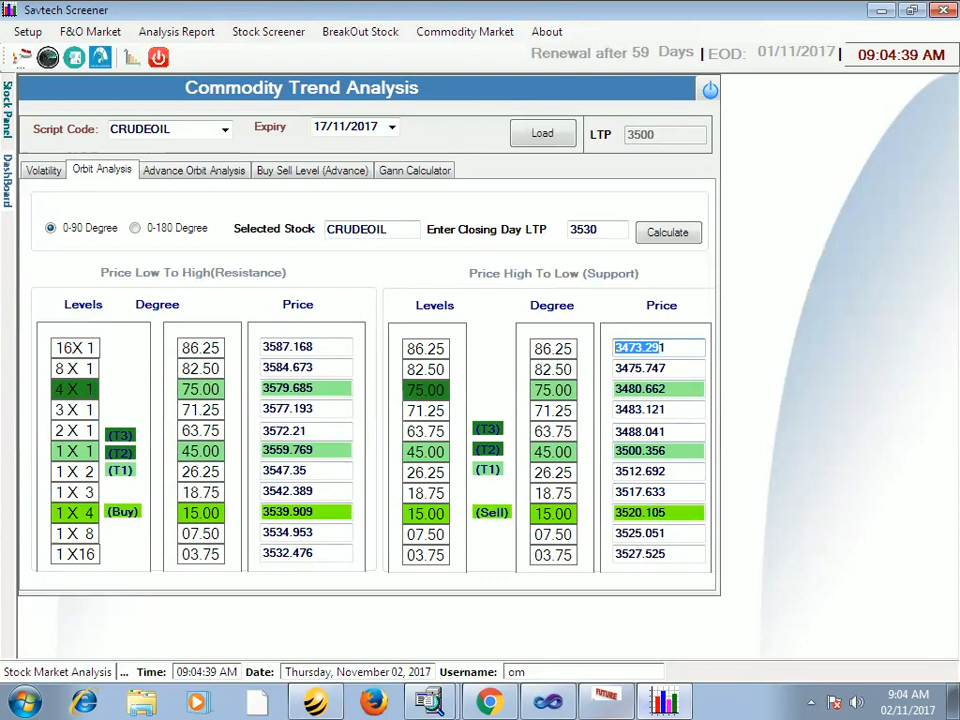 Savtech Screener
Setup F&O Market Analysis Report Stock Screener BreakOut Stock Commodity Market About
Renewal after 59 Days | EOD: 01/11/2017 | 09:04:39 AM
Stock Panel
DashBoard
Commodity Trend Analysis
Script Code: CRUDEOIL Expiry 17/11/2017 Load LTP 3500
Volatility Orbit Analysis Advance Orbit Analysis Buy Sell Level (Advance) Gann Calculator
0-90 Degree 0-180 Degree Selected Stock CRUDEOIL Enter Closing Day LTP 3530 Calculate
Price Low To High(Resistance) Price High To Low (Support)
Levels Degree Price Levels Degree Price
16X 1 86.25 3587.168 86.25 86.25 3473.291
8 X 1 82.50 3584.673 82.50 82.50 3475.747
4 X 1 75.00 3579.685 75.00 75.00 3480.662
3 X 1 71.25 3577.193 71.25 71.25 3483.121
2 X 1 (T3) 63.75 3572.21 63.75 (T3) 63.75 3488.041
1 X 1 (T2) 45.00 3559.769 45.00 (T2) 45.00 3500.356
1 X 2 (T1) 26.25 3547.35 26.25 (T1) 26.25 3512.692
1 X 3 18.75 3542.389 18.75 18.75 3517.633
1 X 4 (Buy) 15.00 3539.909 15.00 (Sell) 15.00 3520.105
1 X 8 07.50 3534.953 07.50 07.50 3525.051
1 X16 03.75 3532.476 03.75 03.75 3527.525
Stock Market Analysis ... Time: 09:04:39 AM Date: Thursday, November 02, 2017 Username: om
FUTURE
9:04 AM
02/11/2017